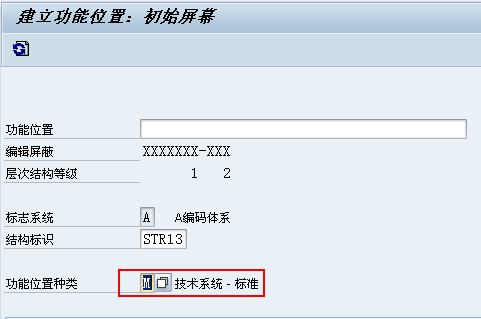 建立功能位置: 初始屏幕
功能位置
编辑屏蔽 XXXXXXX-XXX
层次结构等级 1 2
标志系统 A A编码体系
结构标识 STR13
功能位置种类 M 技术系统 - 标准